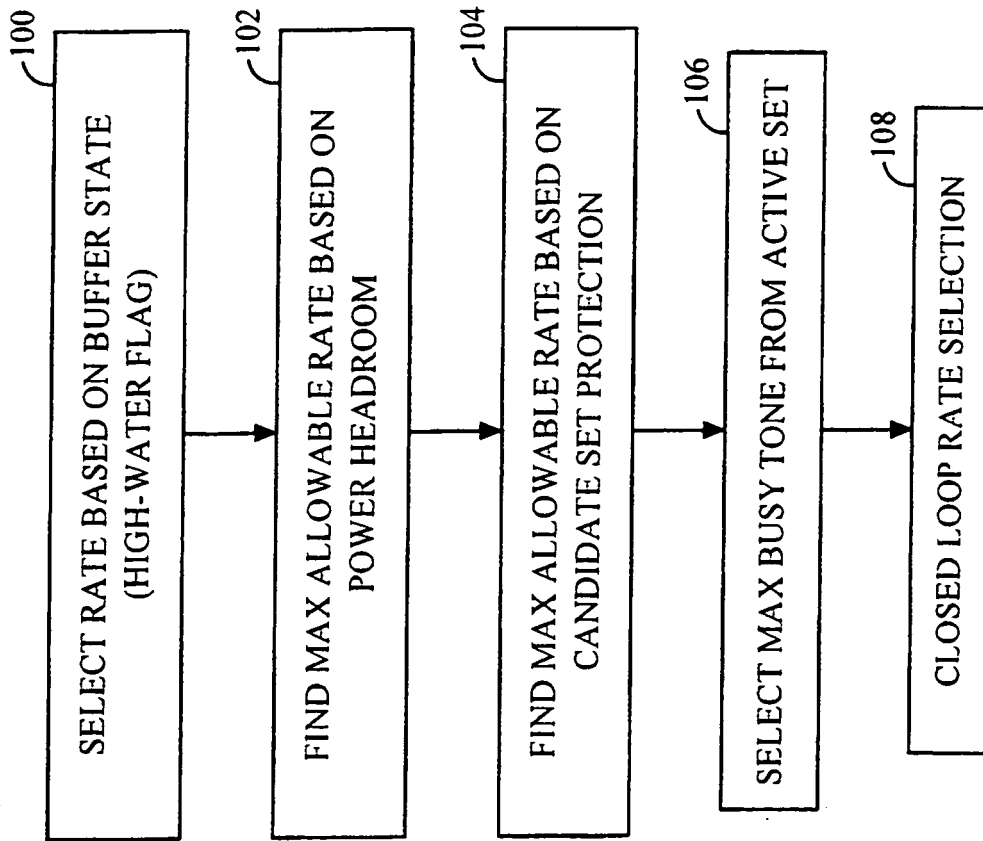 100
SELECT RATE BASED ON BUFFER STATE
(HIGH-WATER FLAG)
102
FIND MAX ALLOWABLE RATE BASED ON
POWER HEADROOM
104
FIND MAX ALLOWABLE RATE BASED ON
CANDIDATE SET PROTECTION
106
SELECT MAX BUSY TONE FROM ACTIVE SET
108
CLOSED LOOP RATE SELECTION